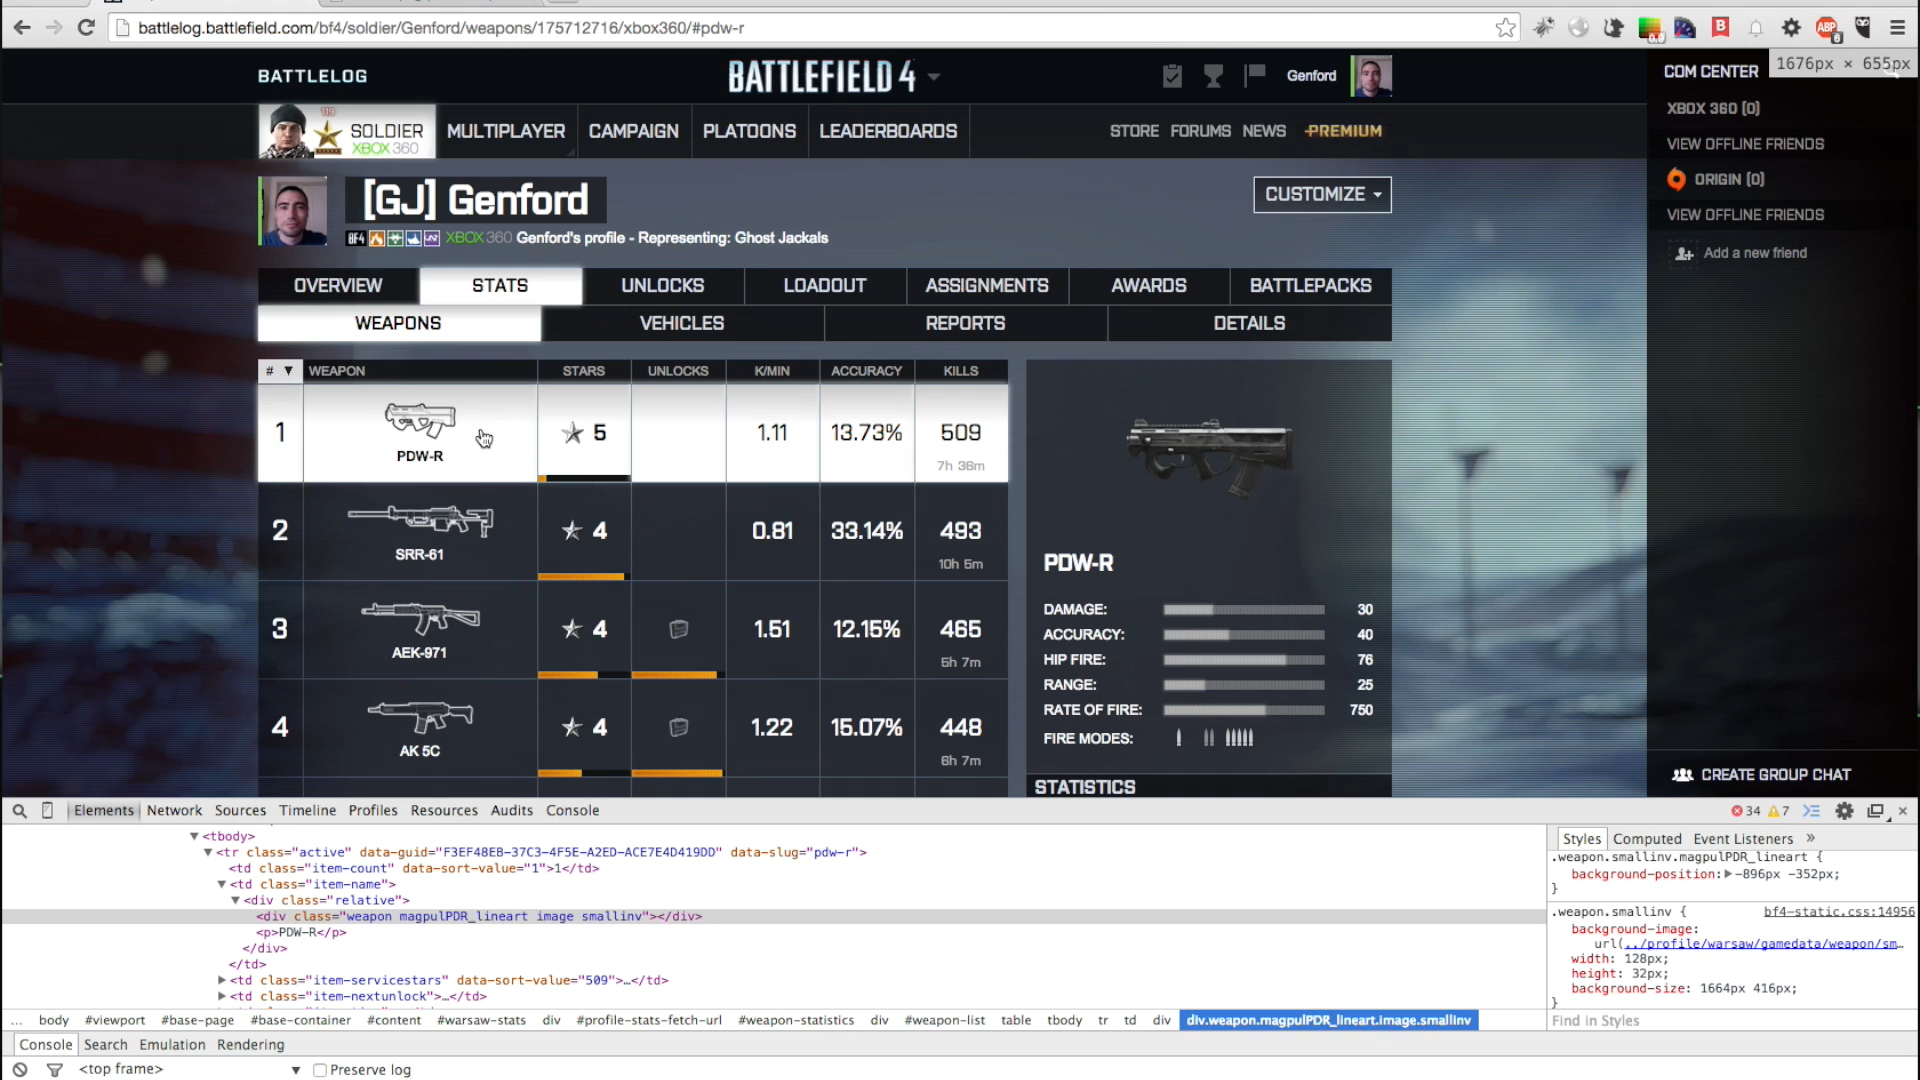 battlelog.battlefield.com/bf4/soldier/Genford/weapons/175712716/xbox360/#pdw-r
BATTLELOG
BATTLEFIELD 4
Genford
COM CENTER
1676px × 655px
XBOX 360 (0)
VIEW OFFLINE FRIENDS
ORIGIN (0)
VIEW OFFLINE FRIENDS
Add a new friend
119
SOLDIER
XBOX 360
MULTIPLAYER
CAMPAIGN
PLATOONS
LEADERBOARDS
STORE
FORUMS
NEWS
PREMIUM
[GJ] Genford
CUSTOMIZE
BF4 XBOX 360 Genford's profile - Representing: Ghost Jackals
OVERVIEW
STATS
UNLOCKS
LOADOUT
ASSIGNMENTS
AWARDS
BATTLEPACKS
WEAPONS
VEHICLES
REPORTS
DETAILS
# ▼ WEAPON STARS UNLOCKS K/MIN ACCURACY KILLS
1 PDW-R 5 1.11 13.73% 509
7h 36m
2 SRR-61 4 0.81 33.14% 493
10h 5m
3 AEK-971 4 1.51 12.15% 465
5h 7m
4 AK 5C 4 1.22 15.07% 448
6h 7m
PDW-R
DAMAGE: 30
ACCURACY: 40
HIP FIRE: 76
RANGE: 25
RATE OF FIRE: 750
FIRE MODES:
STATISTICS
CREATE GROUP CHAT
Elements Network Sources Timeline Profiles Resources Audits Console
34 7
<tbody>
<tr class="active" data-guid="F3EF48EB-37C3-4F5E-A2ED-ACE7E4D419DD" data-slug="pdw-r">
<td class="item-count" data-sort-value="1">1</td>
<td class="item-name">
<div class="relative">
<div class="weapon magpulPDR_lineart image smallinv"></div>
<p>PDW-R</p>
</div>
</td>
<td class="item-servicestars" data-sort-value="509">…</td>
<td class="item-nextunlock">…</td>
... body #viewport #base-page #base-container #content #warsaw-stats div #profile-stats-fetch-url #weapon-statistics div #weapon-list table tbody tr td div div.weapon.magpulPDR_lineart.image.smallinv
Styles Computed Event Listeners »
.weapon.smallinv.magpulPDR_lineart {
background-position: -896px -352px;
}
.weapon.smallinv { bf4-static.css:14956
background-image:
url(../profile/warsaw/gamedata/weapon/sm…
width: 128px;
height: 32px;
background-size: 1664px 416px;
}
Find in Styles
Console Search Emulation Rendering
<top frame> ▼ Preserve log